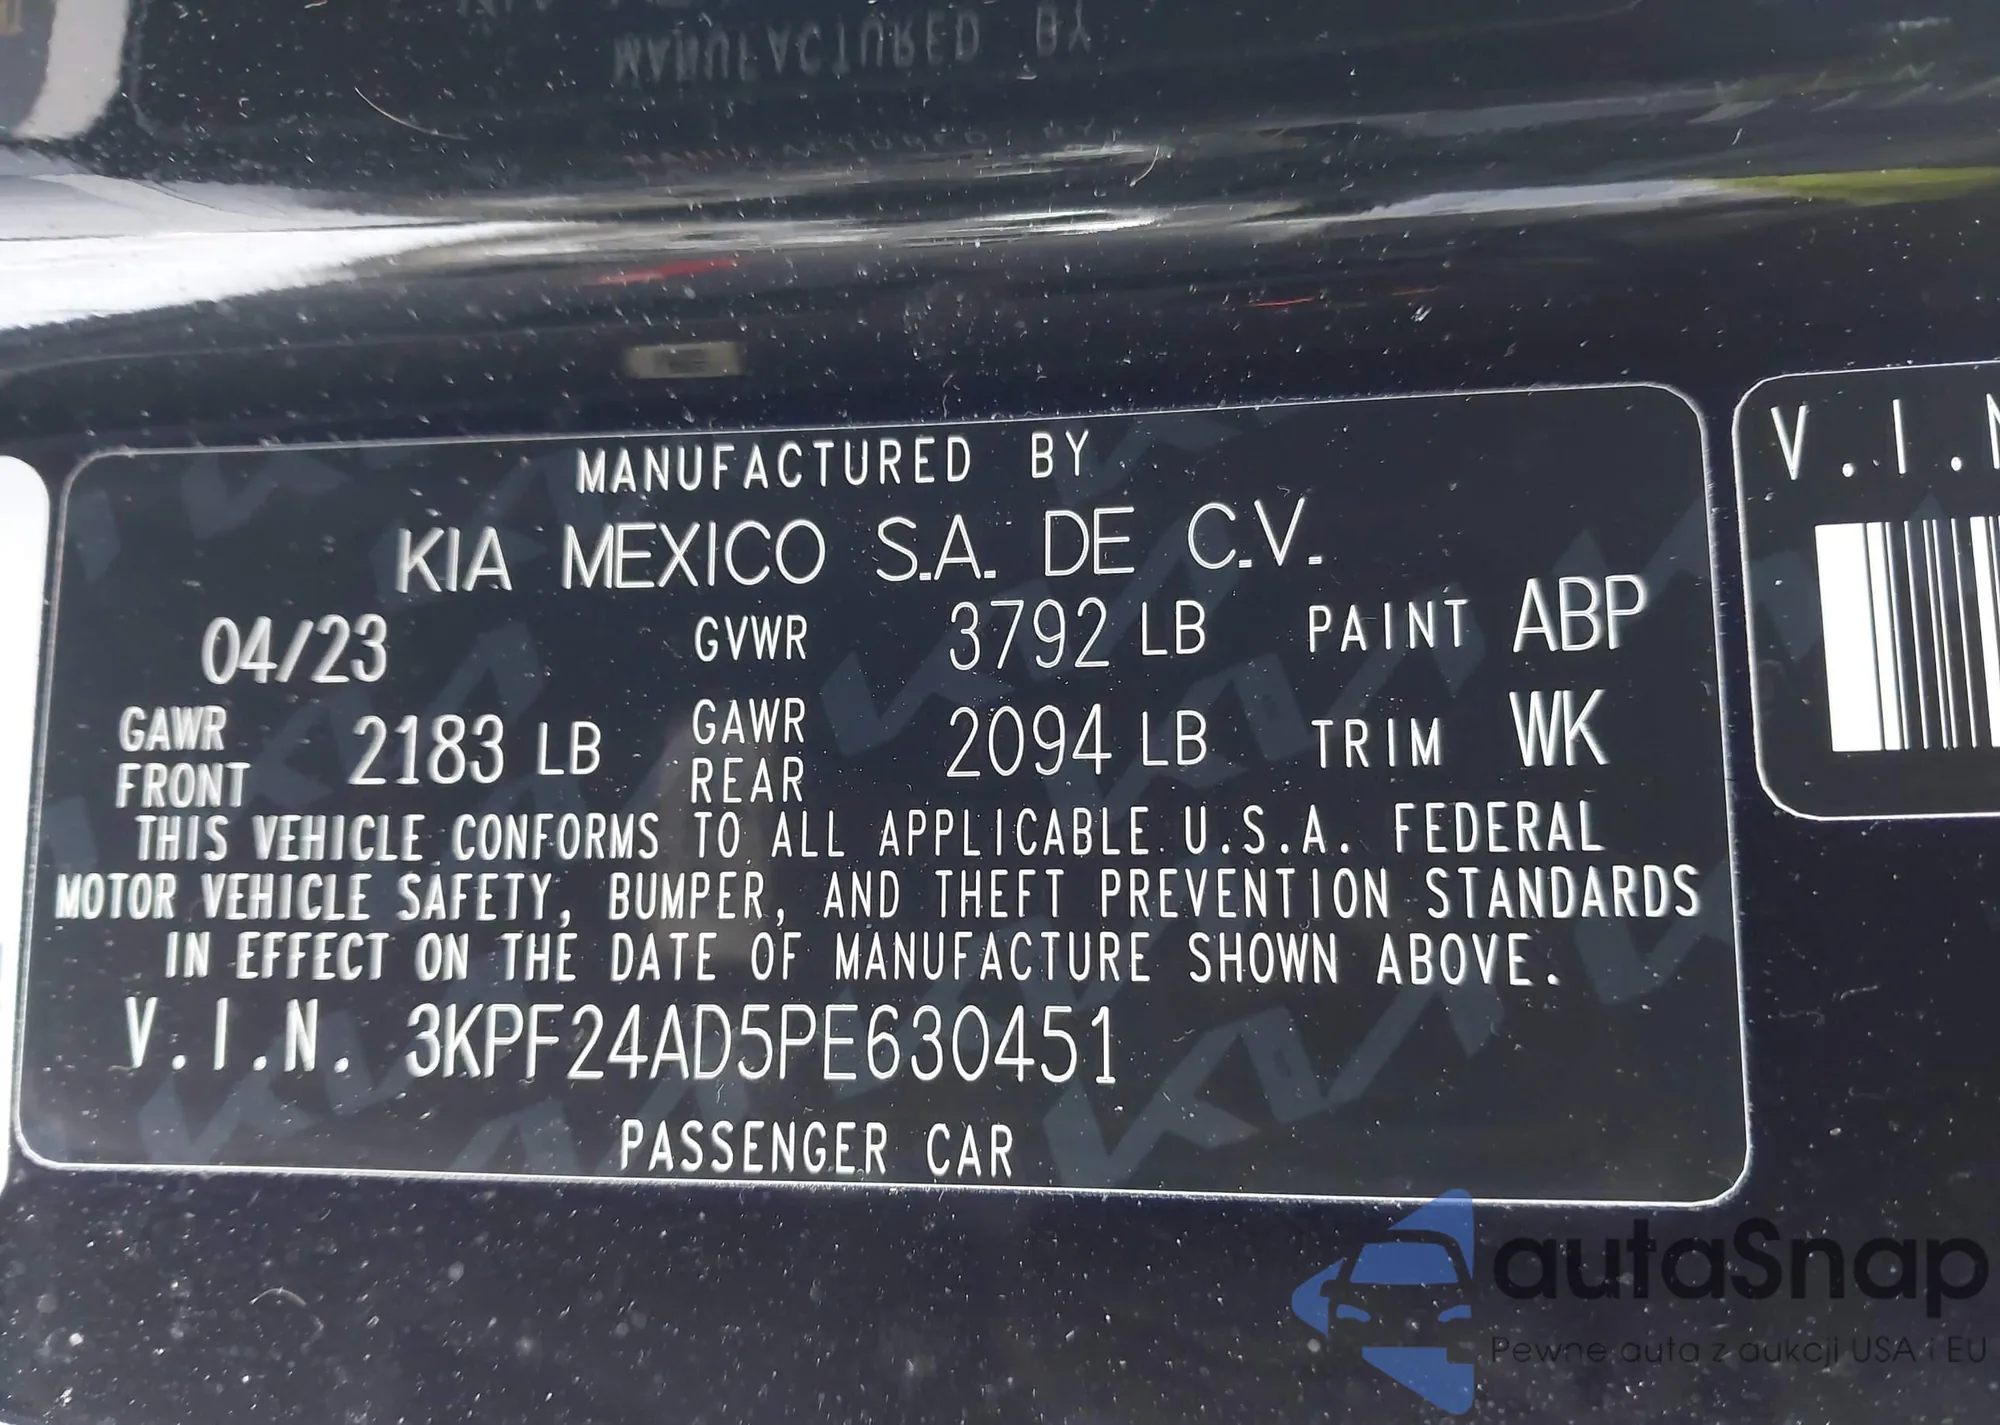 MANUFACTURED BY
MANUFACTURED BY
KIA MEXICO S.A. DE C.V.
04/23 GVWR 3792 LB PAINT ABP
GAWR FRONT 2183 LB GAWR REAR 2094 LB TRIM WK
THIS VEHICLE CONFORMS TO ALL APPLICABLE U.S.A. FEDERAL
MOTOR VEHICLE SAFETY, BUMPER, AND THEFT PREVENTION STANDARDS
IN EFFECT ON THE DATE OF MANUFACTURE SHOWN ABOVE.
V.I.N. 3KPF24AD5PE630451
PASSENGER CAR
V.I.N
autaSnap
Pewne auta z aukcji USA i EU